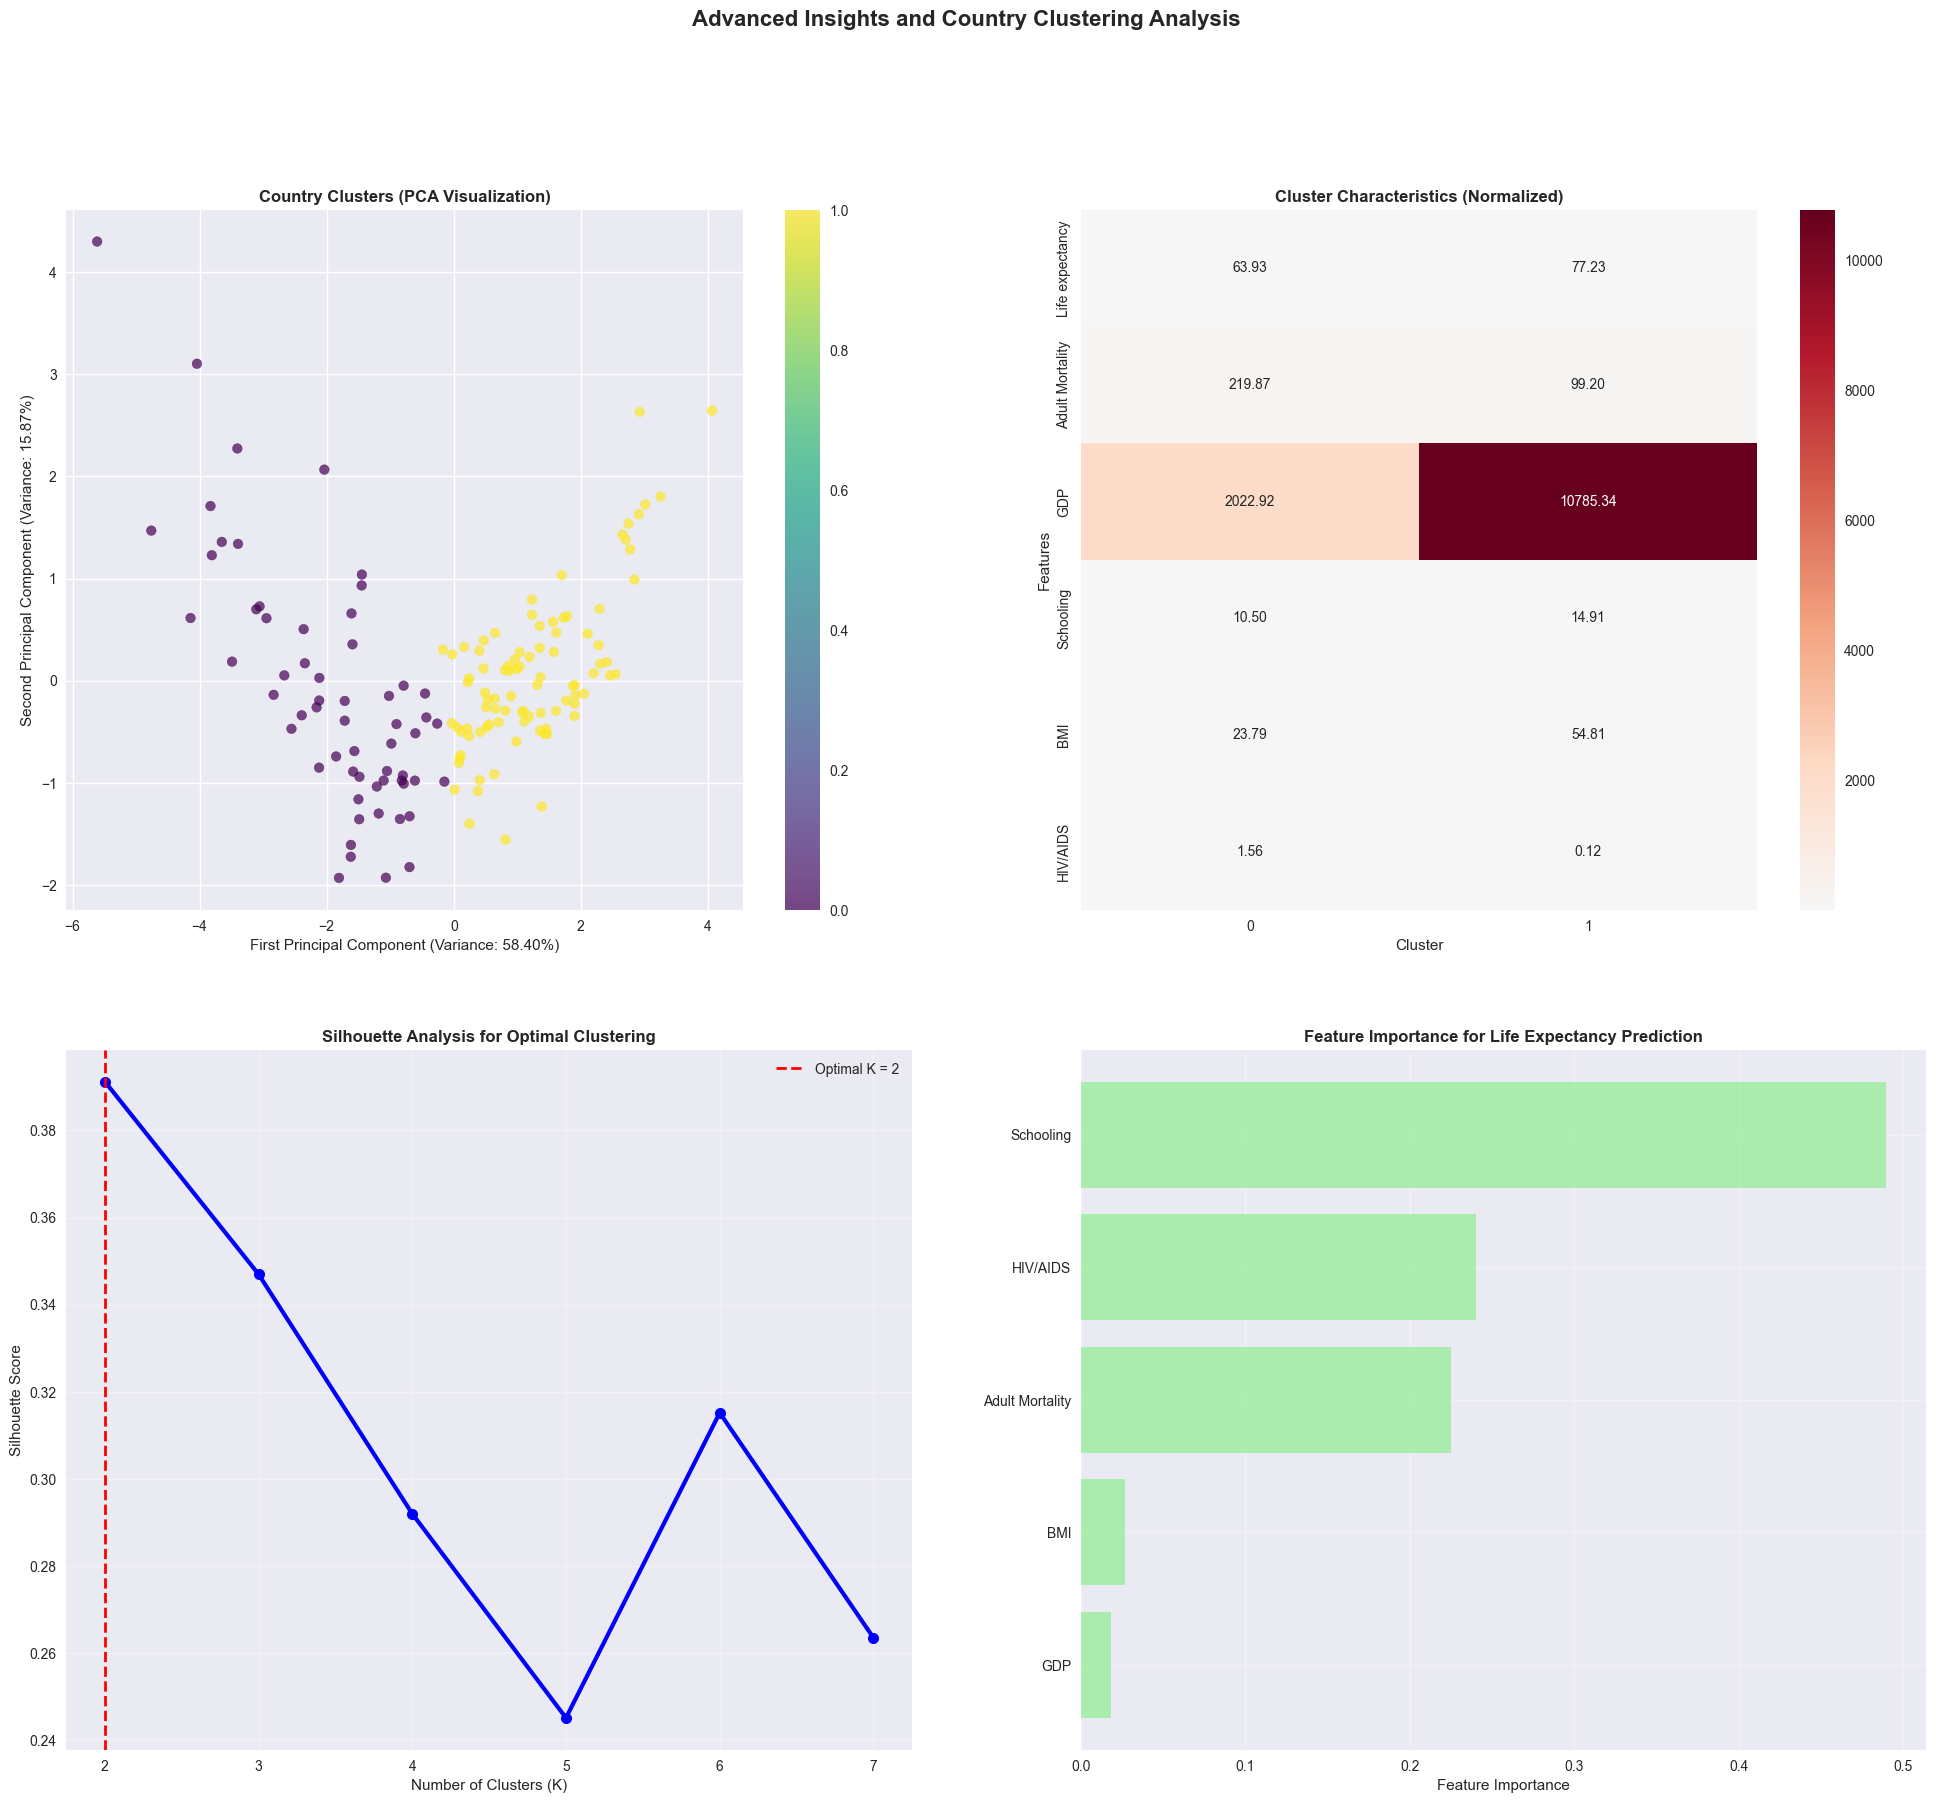 Advanced Insights and Country Clustering Analysis
Country Clusters (PCA Visualization)
Second Principal Component (Variance: 15.87%)
4
3
2
1
0
−1
−2
−6
−4
−2
0
2
4
First Principal Component (Variance: 58.40%)
1.0
0.8
0.6
0.4
0.2
0.0
Cluster Characteristics (Normalized)
Features
Life expectancy
63.93
77.23
Adult Mortality
219.87
99.20
GDP
2022.92
10785.34
Schooling
10.50
14.91
BMI
23.79
54.81
HIV/AIDS
1.56
0.12
0
1
Cluster
10000
8000
6000
4000
2000
Silhouette Analysis for Optimal Clustering
Optimal K = 2
Silhouette Score
0.38
0.36
0.34
0.32
0.30
0.28
0.26
0.24
2
3
4
5
6
7
Number of Clusters (K)
Feature Importance for Life Expectancy Prediction
Schooling
HIV/AIDS
Adult Mortality
BMI
GDP
0.0
0.1
0.2
0.3
0.4
0.5
Feature Importance